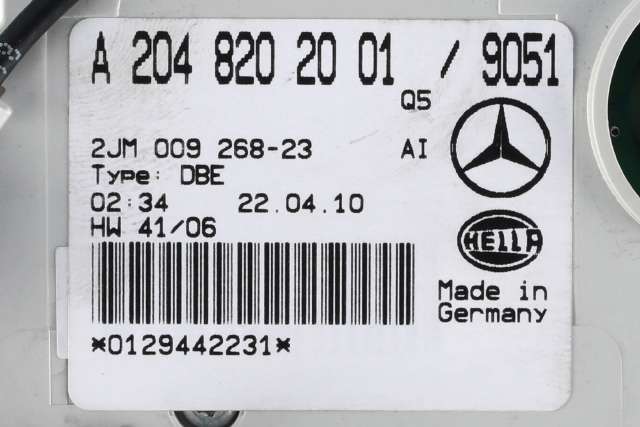 A 204 820 20 01 / 9051
Q5
2JM 009 268-23 AI
Type: DBE
02:34 22.04.10
HW 41/06
HELLA
Made in
Germany
*0129442231*